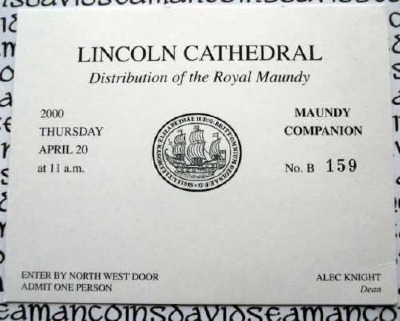 LINCOLN CATHEDRAL
Distribution of the Royal Maundy
2000
THURSDAY
APRIL 20
at 11 a.m.
MAUNDY
COMPANION
No. B 159
ENTER BY NORTH WEST DOOR
ADMIT ONE PERSON
ALEC KNIGHT
Dean